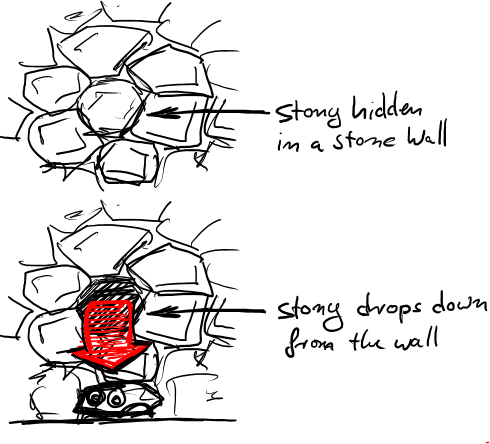 stony hidden
in a stone wall
stony drops down
from the wall